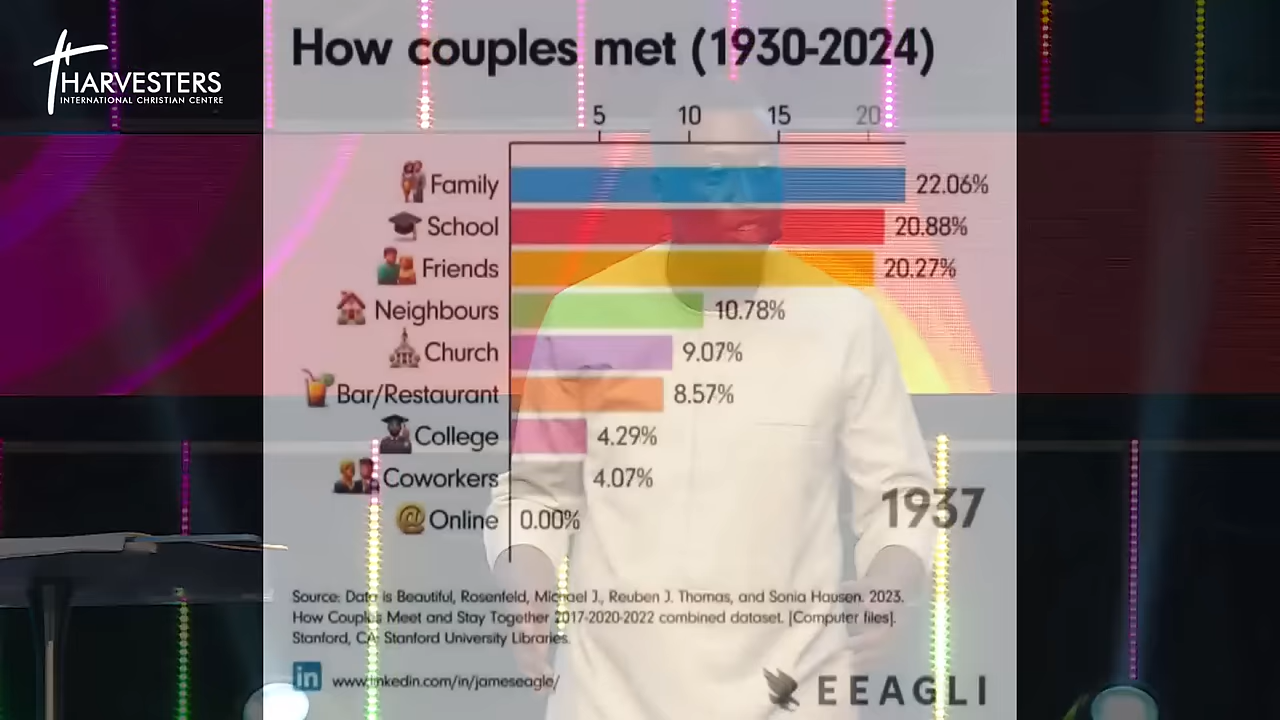 HARVESTERS
INTERNATIONAL CHRISTIAN CENTRE
How couples met (1930-2024)
5 10 15 20
Family 22.06%
School 20.88%
Friends 20.27%
Neighbours 10.78%
Church 9.07%
Bar/Restaurant 8.57%
College 4.29%
Coworkers 4.07%
@ Online 0.00%
1937
Source: Data is Beautiful, Rosenfeld, Michael J., Reuben J. Thomas, and Sonia Hausen. 2023.
How Couples Meet and Stay Together 2017-2020-2022 combined dataset. [Computer files].
Stanford, CA: Stanford University Libraries.
in www.linkedin.com/in/jameseagle/
EEAGLI